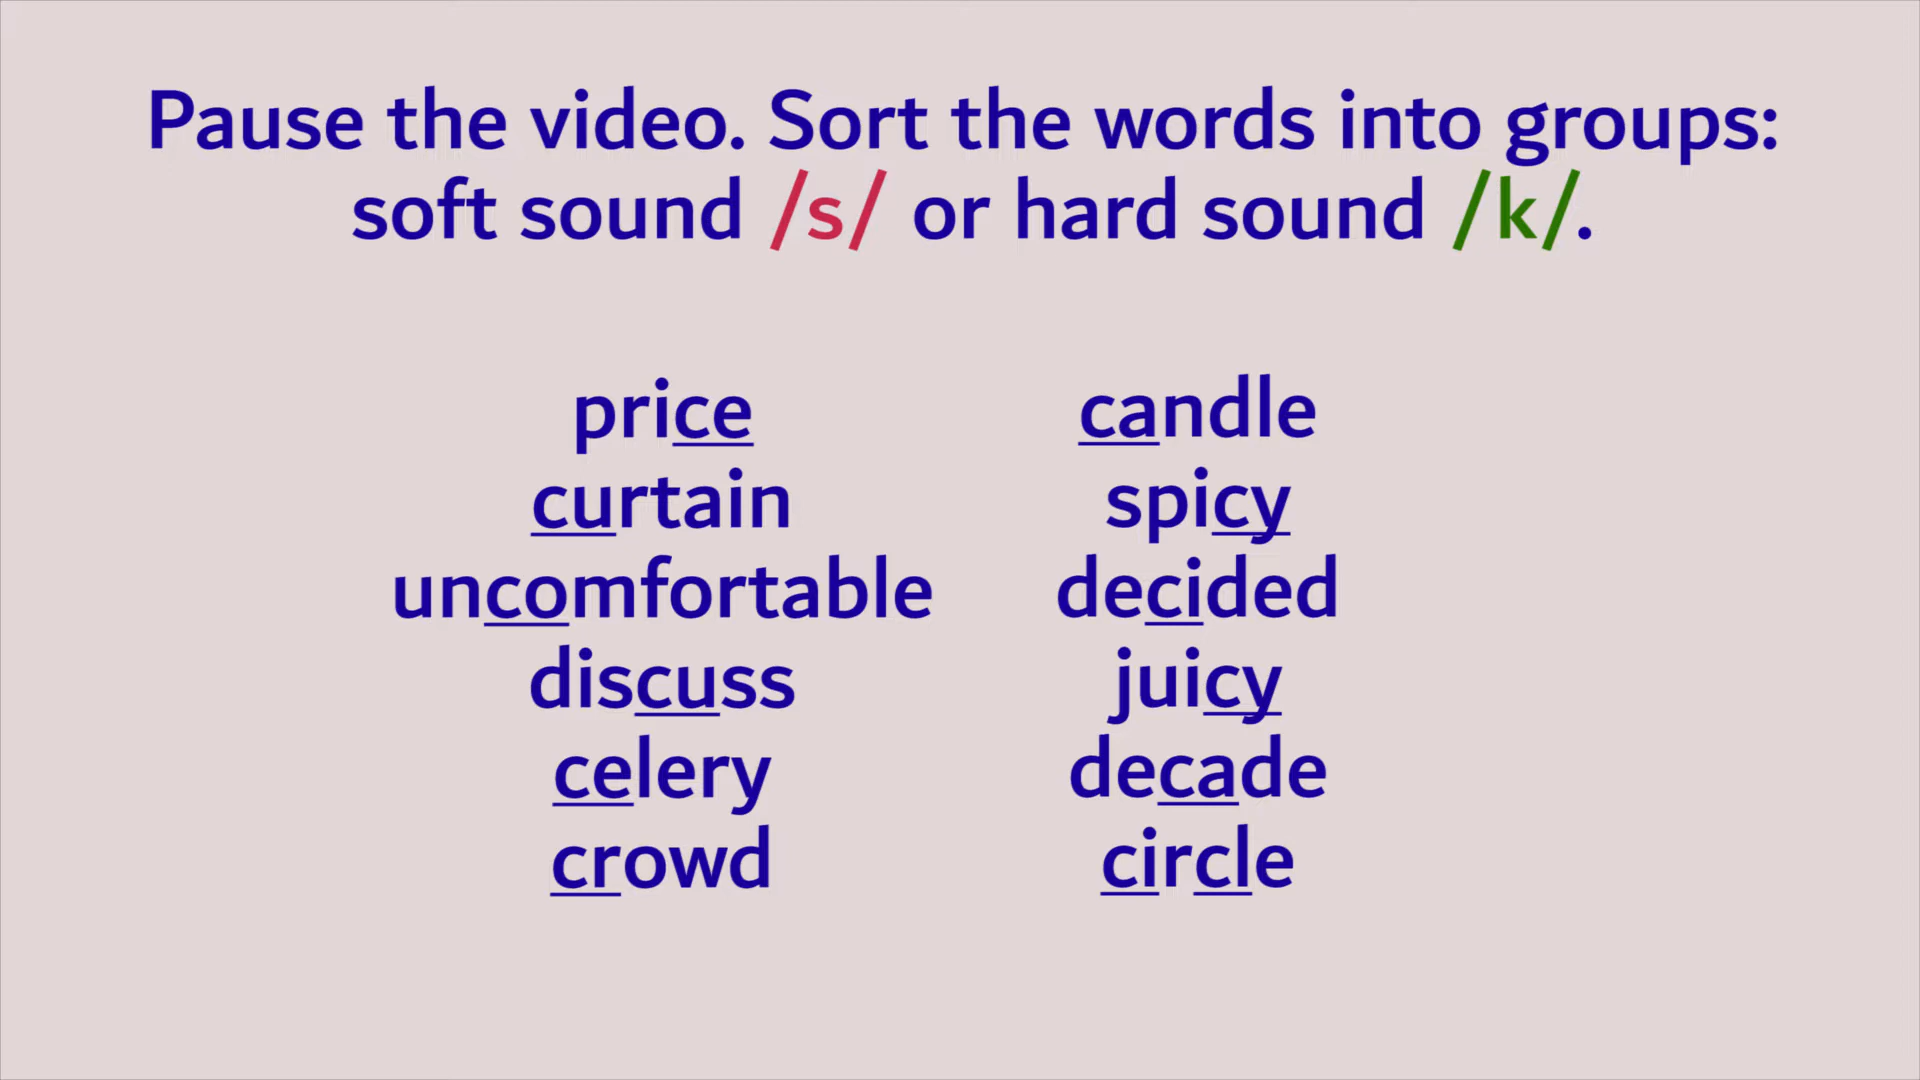 Pause the video. Sort the words into groups:
soft sound /s/ or hard sound /k/.
price
curtain
uncomfortable
discuss
celery
crowd
candle
spicy
decided
juicy
decade
circle